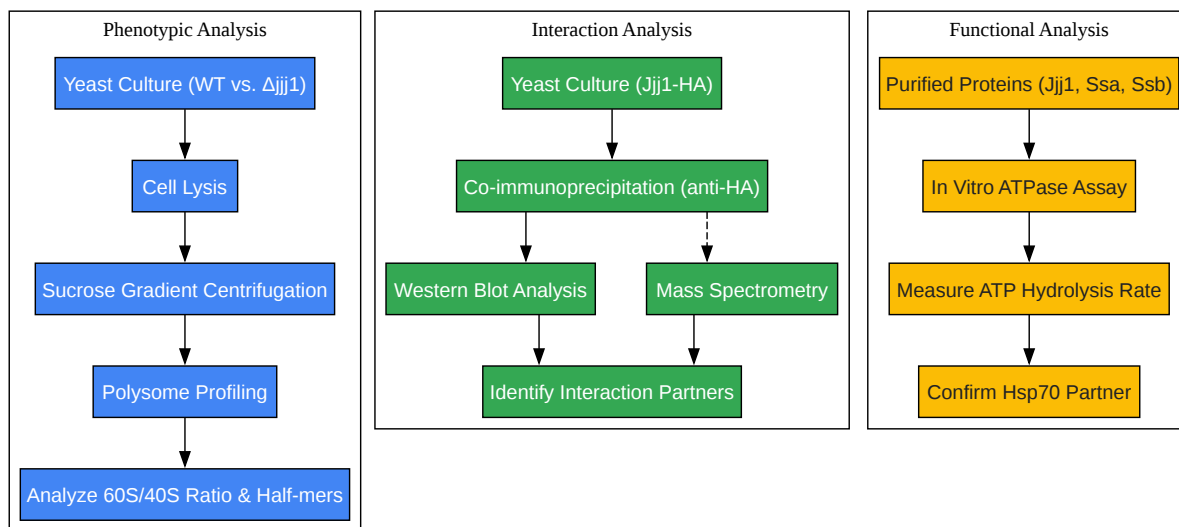 Phenotypic Analysis
Yeast Culture (WT vs. Δjjj1)
Cell Lysis
Sucrose Gradient Centrifugation
Polysome Profiling
Analyze 60S/40S Ratio & Half-mers
Interaction Analysis
Yeast Culture (Jjj1-HA)
Co-immunoprecipitation (anti-HA)
Western Blot Analysis
Mass Spectrometry
Identify Interaction Partners
Functional Analysis
Purified Proteins (Jjj1, Ssa, Ssb)
In Vitro ATPase Assay
Measure ATP Hydrolysis Rate
Confirm Hsp70 Partner